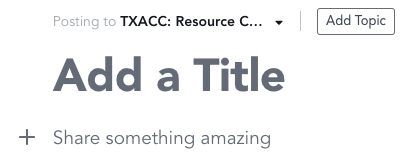 Posting to TXACC: Resource C... Add Topic
Add a Title
Share something amazing